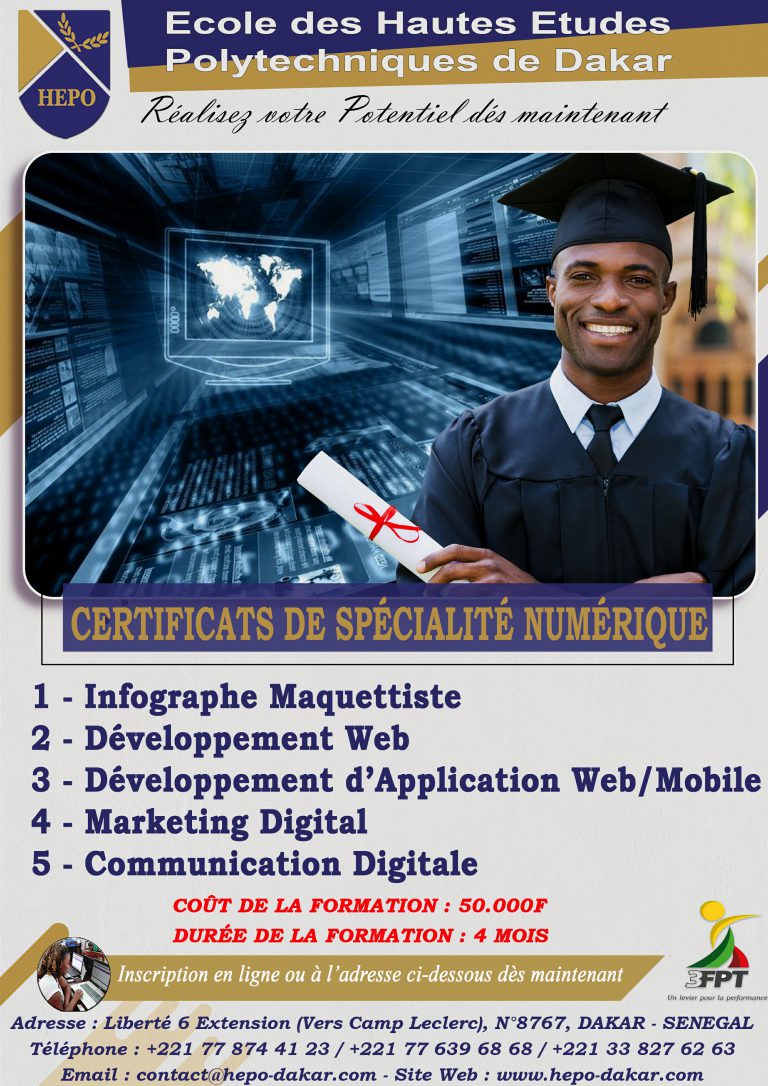 HEPO
Ecole des Hautes Etudes
Polytechniques de Dakar
Réalisez votre Potentiel dés maintenant
CERTIFICATS DE SPÉCIALITÉ NUMÉRIQUE
1 - Infographe Maquettiste
2 - Développement Web
3 - Développement d’Application Web/Mobile
4 - Marketing Digital
5 - Communication Digitale
COÛT DE LA FORMATION : 50.000F
DURÉE DE LA FORMATION : 4 MOIS
Inscription en ligne ou à l’adresse ci-dessous dès maintenant
3FPT
Un levier pour la performance
Adresse : Liberté 6 Extension (Vers Camp Leclerc), N°8767, DAKAR - SENEGAL
Téléphone : +221 77 874 41 23 / +221 77 639 68 68 / +221 33 827 62 63
Email : contact@hepo-dakar.com - Site Web : www.hepo-dakar.com